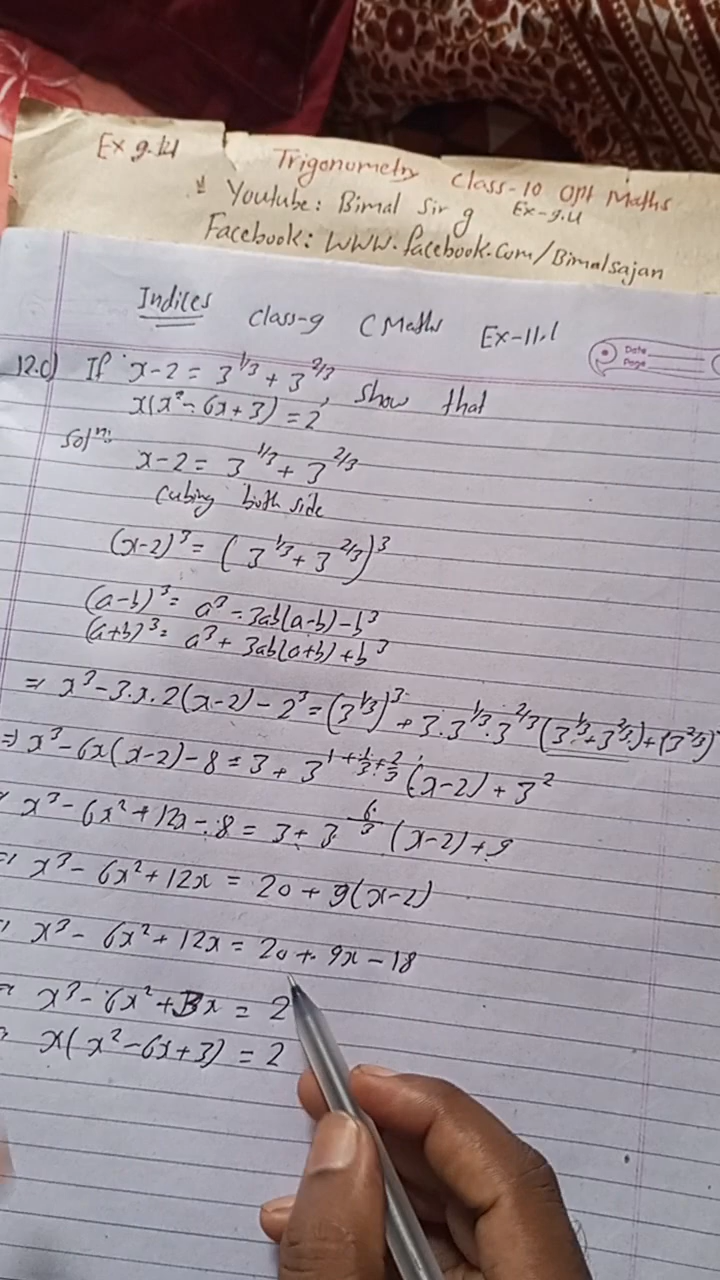 Ex 9.4
Trigonometry Class-10 Opt Maths
Youtube: Bimal Sir g Ex-9.4
Facebook: WWW.facebook.com/Bimalsajan
Indices Class-9 C Maths Ex-11.1
Date
Page
12.c) If x-2 = 3^{1/3} + 3^{2/3}, show that
x(x²-6x+3) = 2
Solⁿ:
x-2 = 3^{1/3} + 3^{2/3}
Cubing both side
(x-2)³ = (3^{1/3} + 3^{2/3})³
(a-b)³ = a³ - 3ab(a-b) - b³
(a+b)³ = a³ + 3ab(a+b) + b³
⇒ x³ - 3.x.2(x-2) - 2³ = (3^{1/3})³ + 3.3^{1/3}.3^{2/3}(3^{1/3} + 3^{2/3}) + (3^{2/3})³
⇒ x³ - 6x(x-2) - 8 = 3 + 3^{1+1/3+2/3}(x-2) + 3²
x³ - 6x² + 12x - 8 = 3 + 3^{6/3}(x-2) + 9
⇒ x³ - 6x² + 12x = 20 + 9(x-2)
⇒ x³ - 6x² + 12x = 20 + 9x - 18
⇒ x³ - 6x² + 3x = 2
⇒ x(x² - 6x + 3) = 2